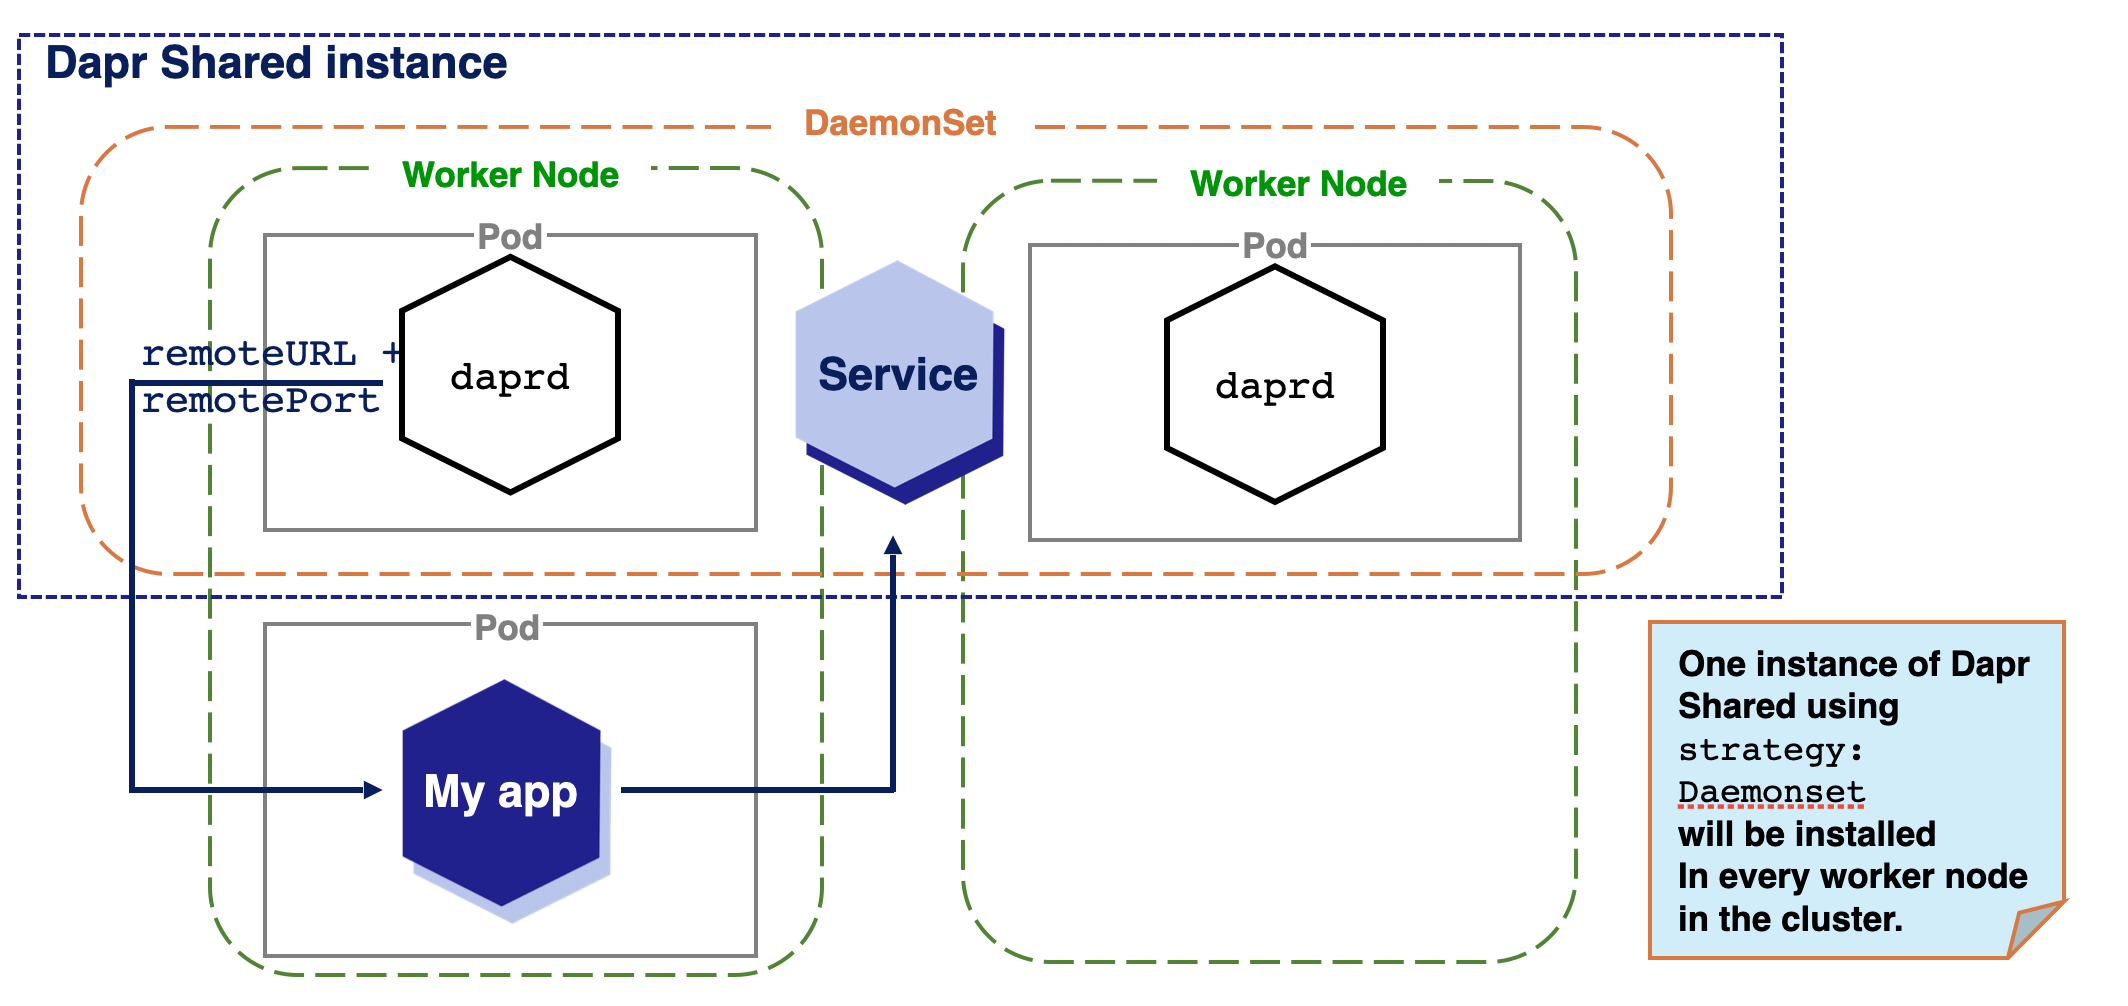 Dapr Shared instance
DaemonSet
Worker Node
Worker Node
Pod
Pod
remoteURL +
remotePort
daprd
Service
daprd
Pod
My app
One instance of Dapr
Shared using
strategy:
Daemonset
will be installed
In every worker node
in the cluster.